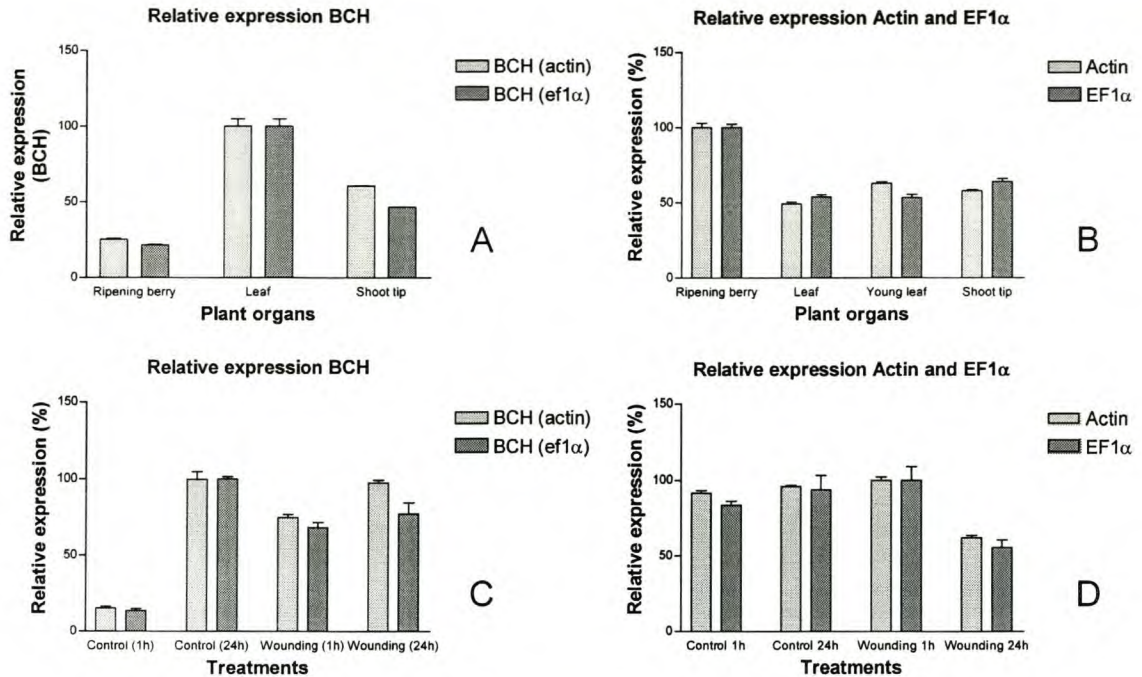 Relative expression BCH
Relative expression (BCH)
150
100
50
0
Ripening berry Leaf Shoot tip
Plant organs
BCH (actin)
BCH (ef1α)
A
Relative expression Actin and EF1α
Relative expression (%)
150
100
50
0
Ripening berry Leaf Young leaf Shoot tip
Plant organs
Actin
EF1α
B
Relative expression BCH
Relative expression (%)
150
100
50
0
Control (1h) Control (24h) Wounding (1h) Wounding (24h)
Treatments
BCH (actin)
BCH (ef1α)
C
Relative expression Actin and EF1α
Relative expression (%)
150
100
50
0
Control 1h Control 24h Wounding 1h Wounding 24h
Treatments
Actin
EF1α
D